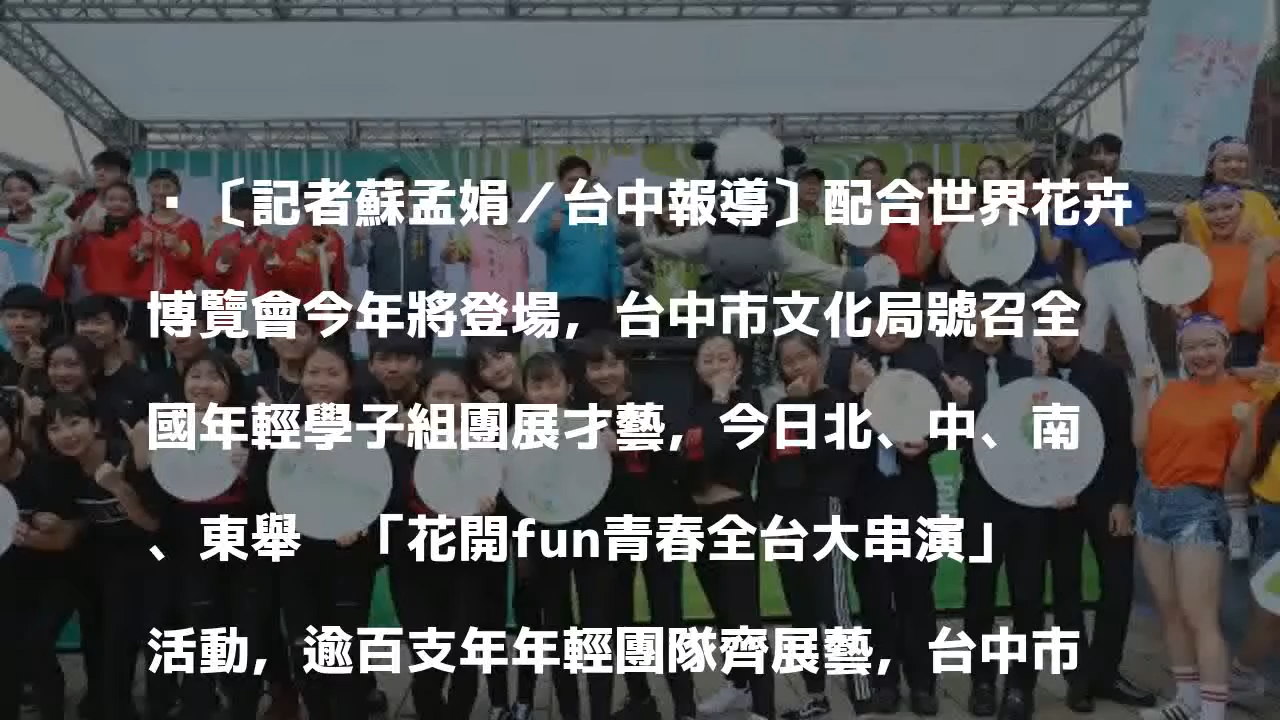 ▪〔記者蘇孟娟／台中報導〕配合世界花卉
博覽會今年將登場，台中市文化局號召全
國年輕學子組團展才藝，今日北、中、南
、東舉　「花開fun青春全台大串演」
活動，逾百支年年輕團隊齊展藝，台中市